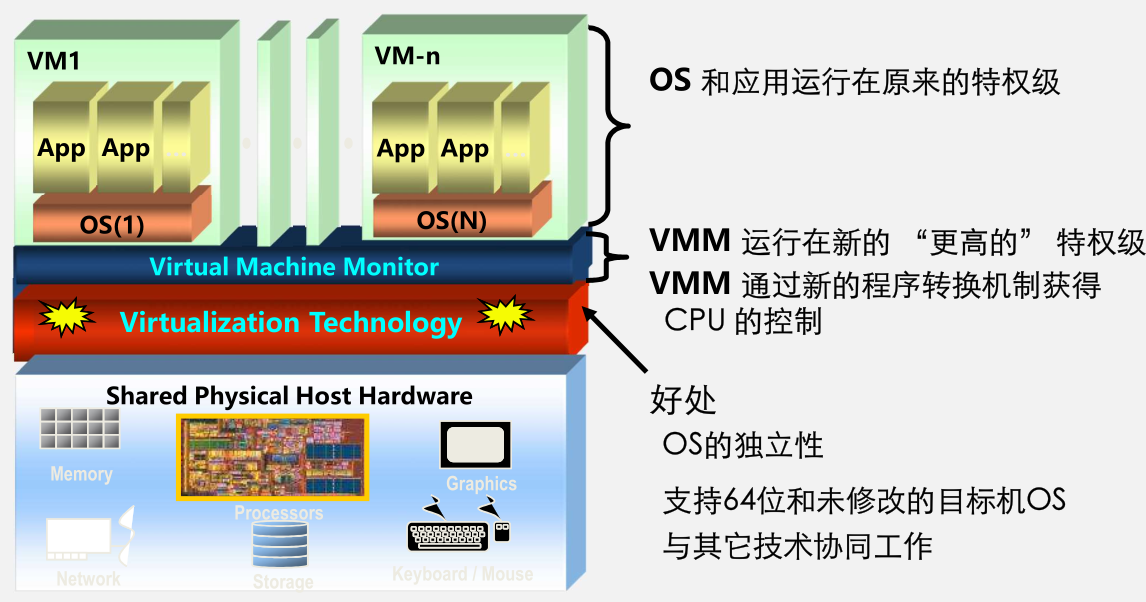 VM1
VM-n
App App ...
App App ...
OS(1)
OS(N)
Virtual Machine Monitor
Virtualization Technology
Shared Physical Host Hardware
Memory
Processors
Graphics
Network
Storage
Keyboard / Mouse
OS 和应用运行在原来的特权级
VMM 运行在新的 “更高的” 特权级
VMM 通过新的程序转换机制获得
CPU 的控制
好处
OS的独立性
支持64位和未修改的目标机OS
与其它技术协同工作